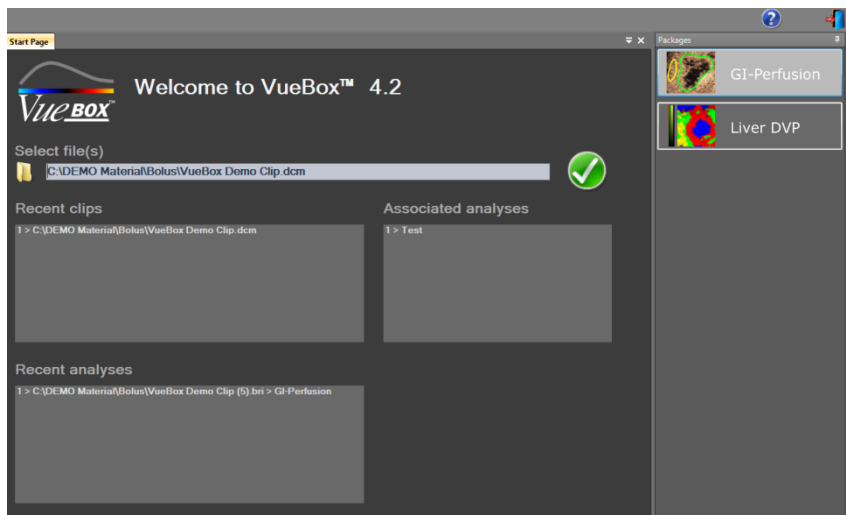 ?
Start Page
Packages
Welcome to VueBox™ 4.2
VUEBOX™
GI-Perfusion
Liver DVP
Select file(s)
C:\DEMO Material\Bolus\VueBox Demo Clip.dcm
Recent clips
Associated analyses
1 > C:\DEMO Material\Bolus\VueBox Demo Clip.dcm
1 > Test
Recent analyses
1 > C:\DEMO Material\Bolus\VueBox Demo Clip (5).bri > GI-Perfusion